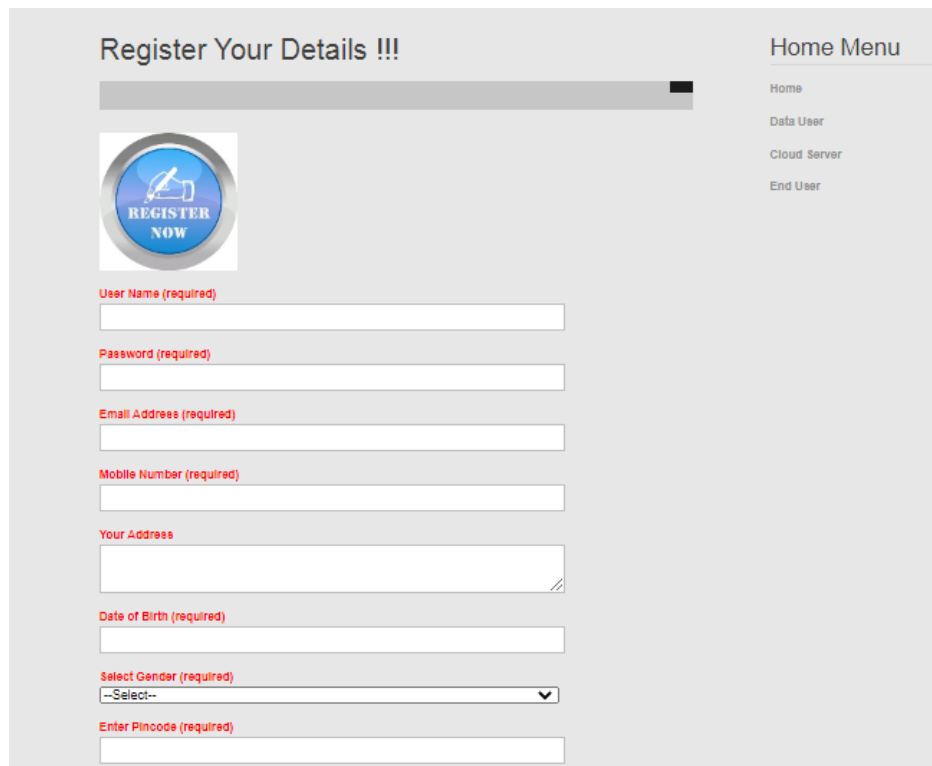 Register Your Details !!!
REGISTER
NOW
User Name (required)
Password (required)
Email Address (required)
Mobile Number (required)
Your Address
Date of Birth (required)
Select Gender (required)
--Select--
Enter Pincode (required)
Home Menu
Home
Data User
Cloud Server
End User